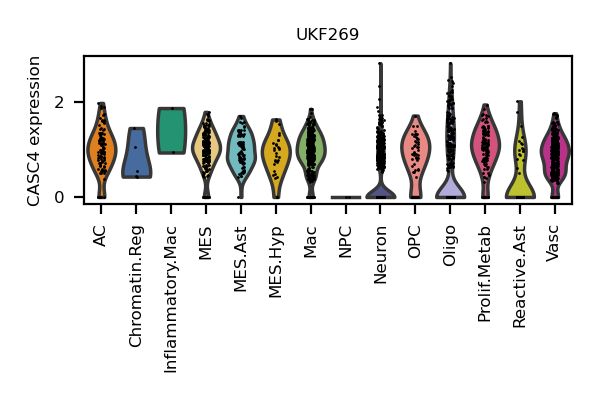 UKF269
CASC4 expression
2
0
AC
Chromatin.Reg
Inflammatory.Mac
MES
MES.Ast
MES.Hyp
Mac
NPC
Neuron
OPC
Oligo
Prolif.Metab
Reactive.Ast
Vasc